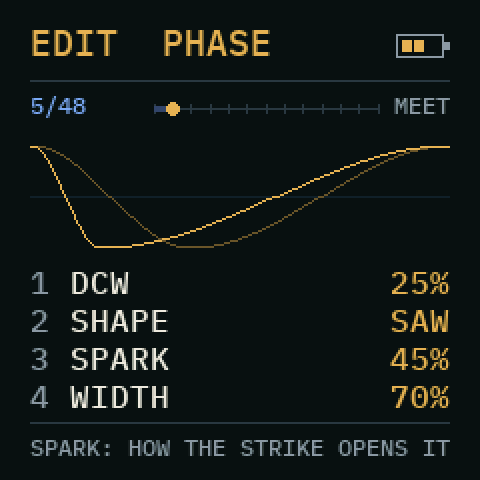 EDIT PHASE
5/48 MEET
1 DCW 25%
2 SHAPE SAW
3 SPARK 45%
4 WIDTH 70%
SPARK: HOW THE STRIKE OPENS IT